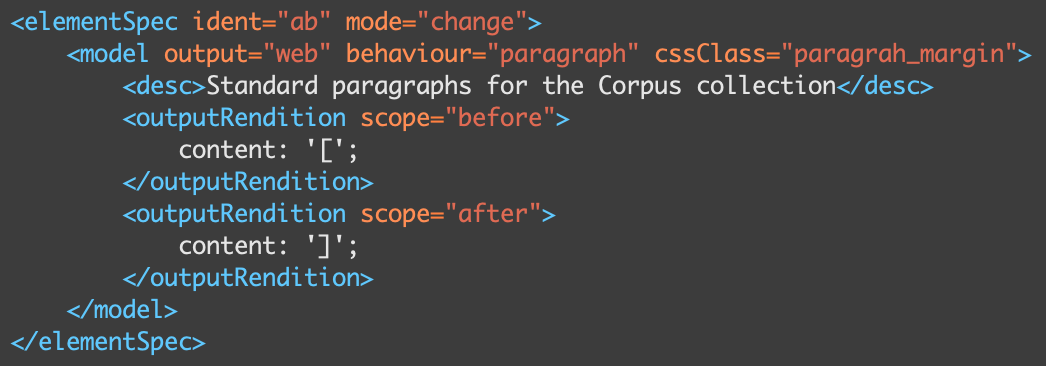 <elementSpec ident="ab" mode="change">
<model output="web" behaviour="paragraph" cssClass="paragrah_margin">
<desc>Standard paragraphs for the Corpus collection</desc>
<outputRendition scope="before">
content: '[';
</outputRendition>
<outputRendition scope="after">
content: ']';
</outputRendition>
</model>
</elementSpec>